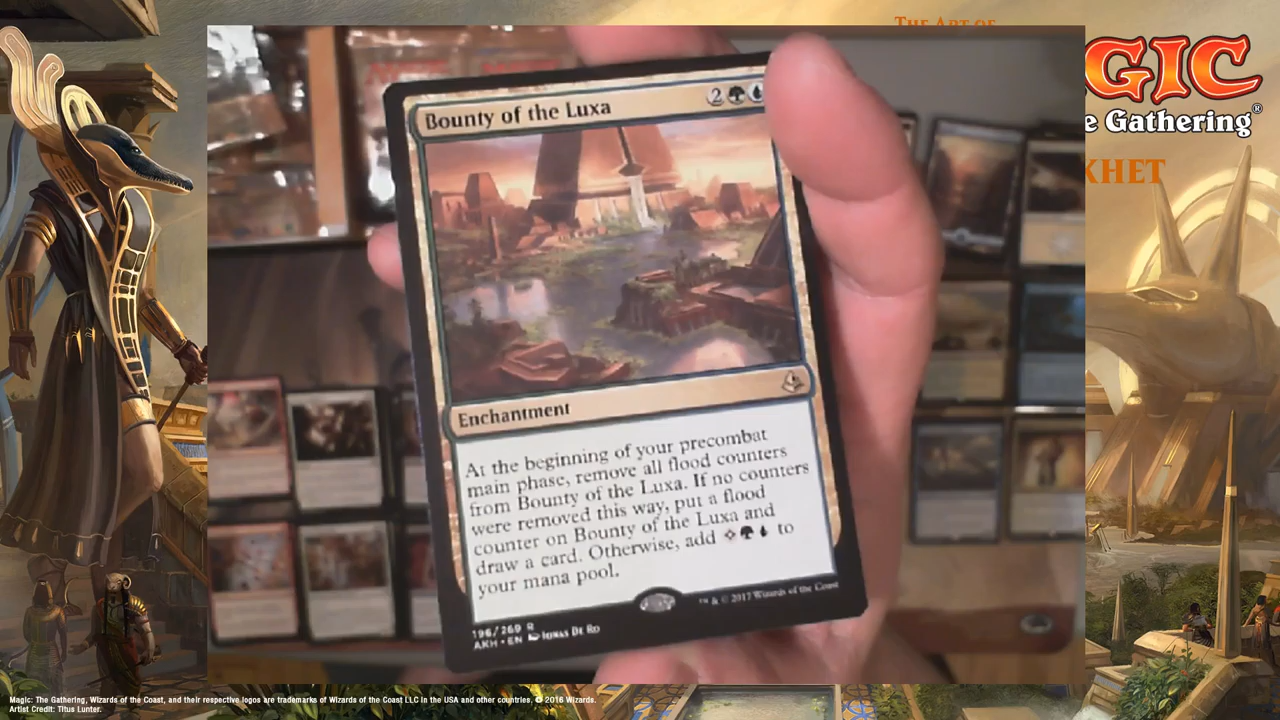 The Art of
GIC
e Gathering®
KHET
Bounty of the Luxa
2
Enchantment
At the beginning of your precombat
main phase, remove all flood counters
from Bounty of the Luxa. If no counters
were removed this way, put a flood
counter on Bounty of the Luxa and
draw a card. Otherwise, add to
your mana pool.
196/269 R
AKH • EN Jonas De Ro
™ & © 2017 Wizards of the Coast
Magic: The Gathering, Wizards of the Coast, and their respective logos are trademarks of Wizards of the Coast LLC in the USA and other countries. © 2016 Wizards.
Artist Credit: Titus Lunter.